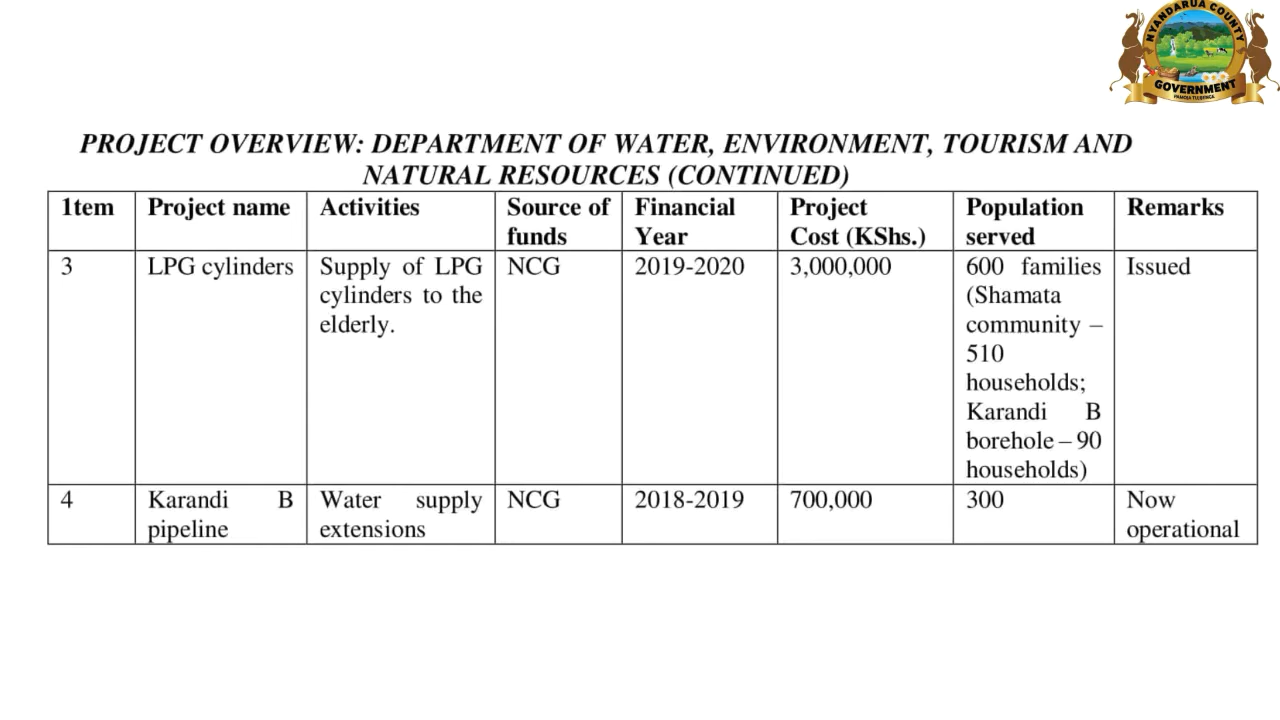 NYANDARUA COUNTY
GOVERNMENT
PROJECT OVERVIEW: DEPARTMENT OF WATER, ENVIRONMENT, TOURISM AND
NATURAL RESOURCES (CONTINUED)
1tem Project name Activities Source of funds Financial Year Project Cost (KShs.) Population served Remarks
3 LPG cylinders Supply of LPG cylinders to the elderly. NCG 2019-2020 3,000,000 600 families (Shamata community – 510 households; Karandi B borehole – 90 households) Issued
4 Karandi B pipeline Water supply extensions NCG 2018-2019 700,000 300 Now operational